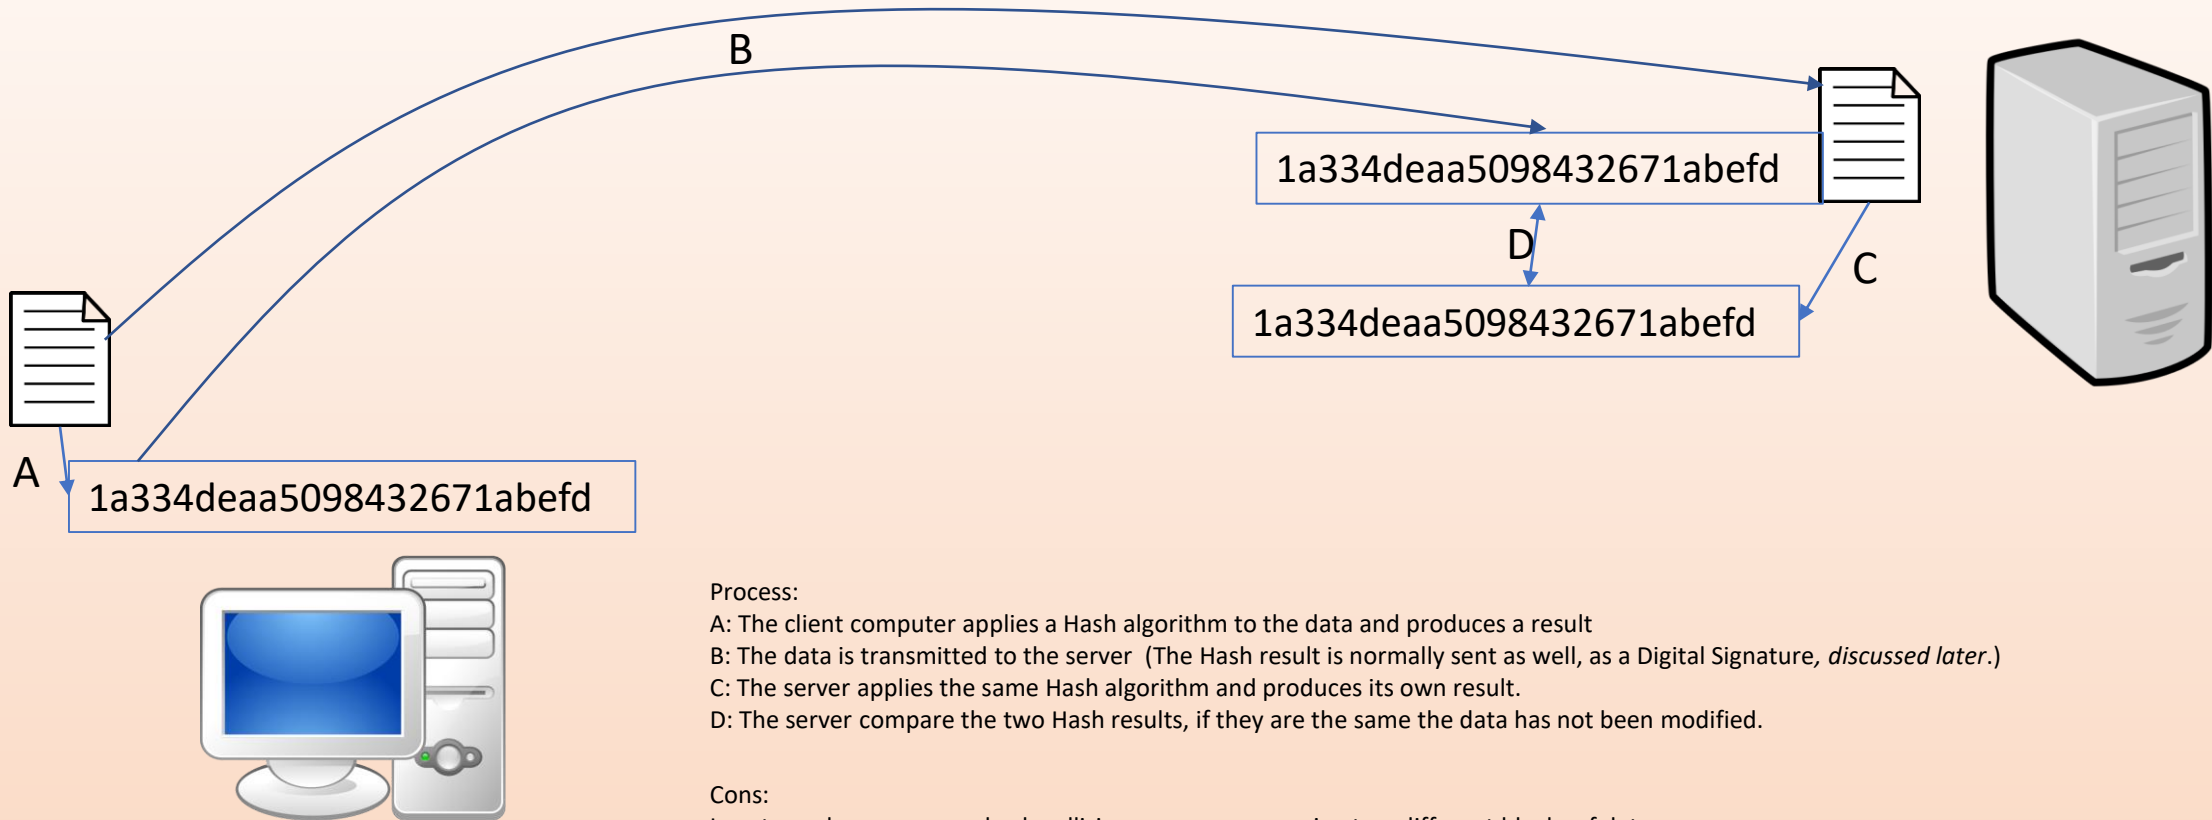 B
1a334deaa5098432671abefd
D
C
1a334deaa5098432671abefd
A
1a334deaa5098432671abefd
Process:
A: The client computer applies a Hash algorithm to the data and produces a result
B: The data is transmitted to the server (The Hash result is normally sent as well, as a Digital Signature, discussed later.)
C: The server applies the same Hash algorithm and produces its own result.
D: The server compare the two Hash results, if they are the same the data has not been modified.
Cons: